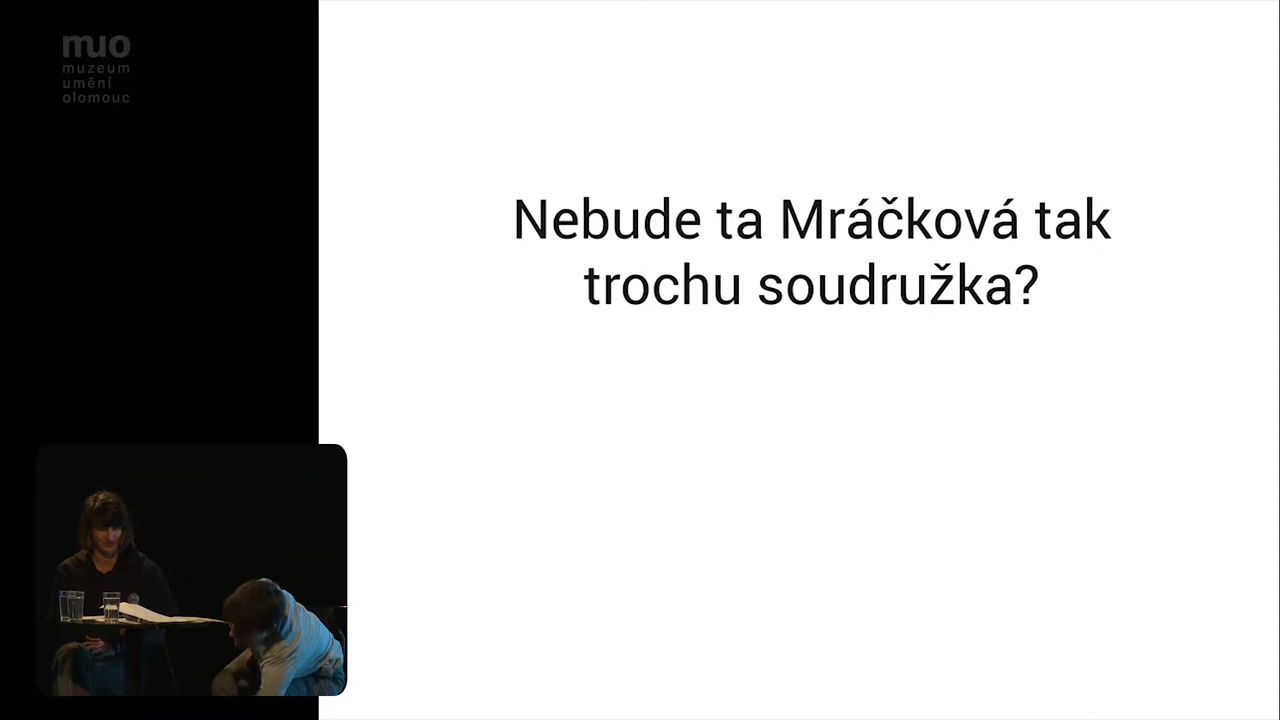 muo
muzeum
umění
olomouc
Nebude ta Mráčková tak
trochu soudružka?